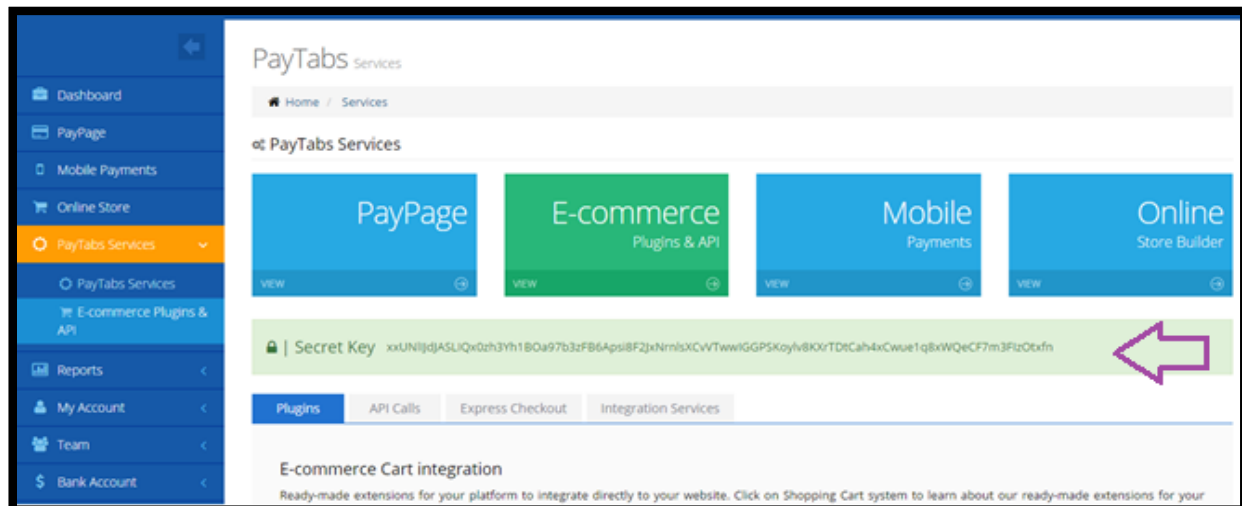 PayTabs Services
Home / Services
PayTabs Services
Dashboard
PayPage
Mobile Payments
Online Store
PayTabs Services
PayTabs Services
E-commerce Plugins &
API
Reports
My Account
Team
Bank Account
PayPage
VIEW
E-commerce
Plugins & API
VIEW
Mobile
Payments
VIEW
Online
Store Builder
VIEW
| Secret Key
Plugins
API Calls
Express Checkout
Integration Services
E-commerce Cart integration
Ready-made extensions for your platform to integrate directly to your website. Click on Shopping Cart system to learn about our ready-made extensions for your